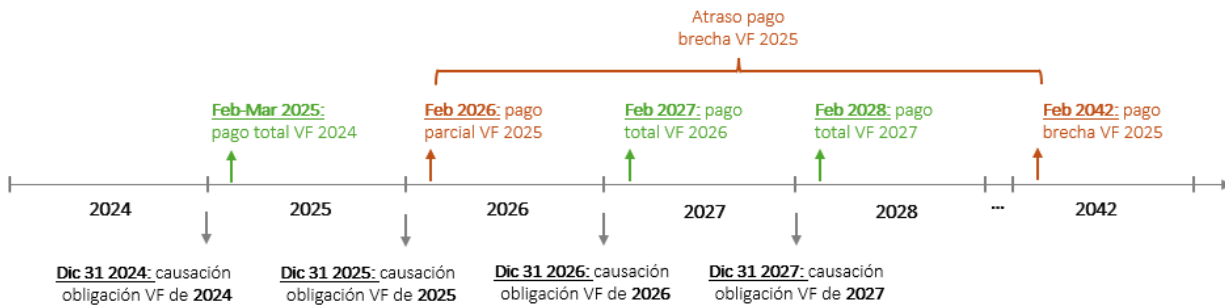 Atraso pago
brecha VF 2025
Feb-Mar 2025:
pago total VF 2024
Feb 2026: pago
parcial VF 2025
Feb 2027: pago
total VF 2026
Feb 2028: pago
total VF 2027
Feb 2042: pago
brecha VF 2025
2024
2025
2026
2027
2028
...
2042
Dic 31 2024: causación
obligación VF de 2024
Dic 31 2025: causación
obligación VF de 2025
Dic 31 2026: causación
obligación VF de 2026
Dic 31 2027: causación
obligación VF de 2027